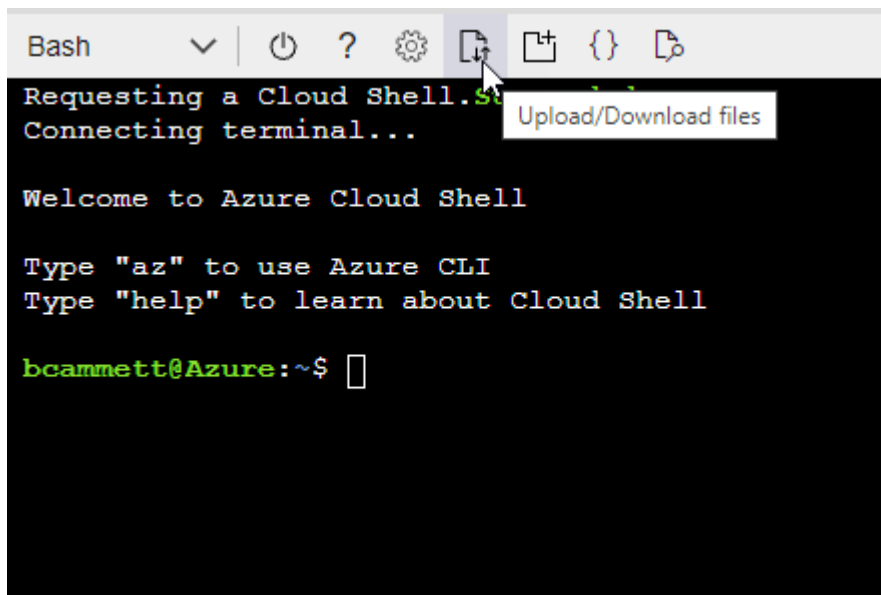 Bash
?
{}
Requesting a Cloud Shell.
Connecting terminal...
Upload/Download files
Welcome to Azure Cloud Shell
Type "az" to use Azure CLI
Type "help" to learn about Cloud Shell
bcammett@Azure:~$